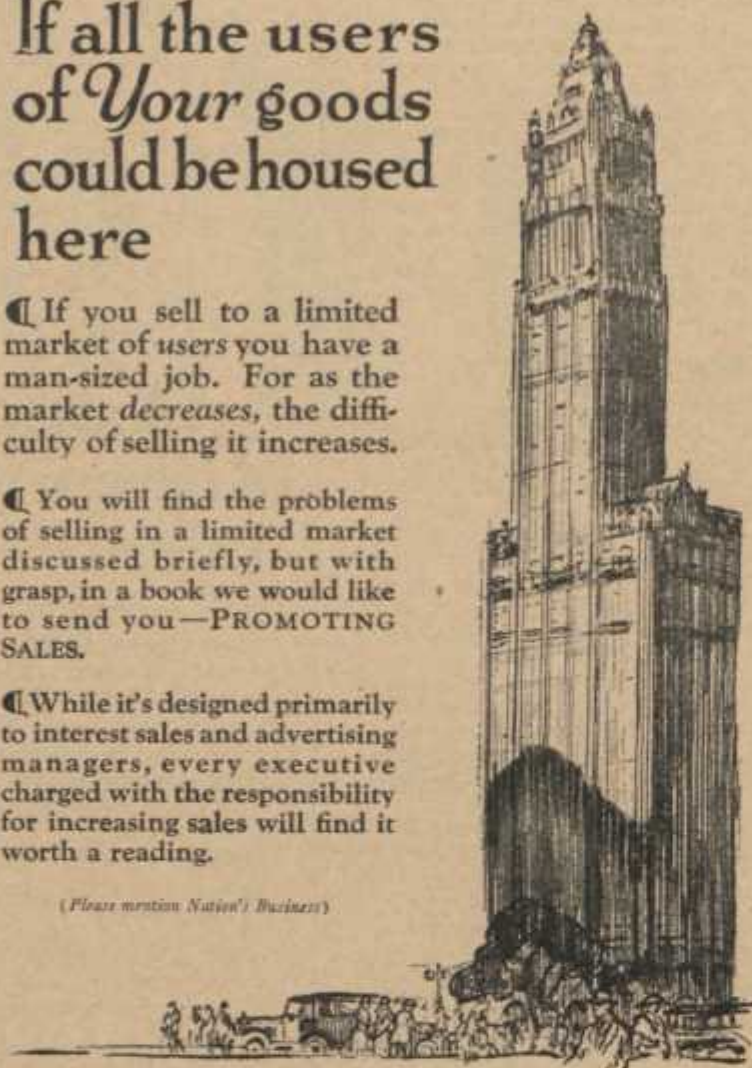 If all the users
of Your goods
could be housed
here
⁋ If you sell to a limited
market of users you have a
man-sized job. For as the
market decreases, the diffi-
culty of selling it increases.
⁋ You will find the problems
of selling in a limited market
discussed briefly, but with
grasp, in a book we would like
to send you—PROMOTING
SALES.
⁋ While it's designed primarily
to interest sales and advertising
managers, every executive
charged with the responsibility
for increasing sales will find it
worth a reading.
(Please mention Nation's Business)